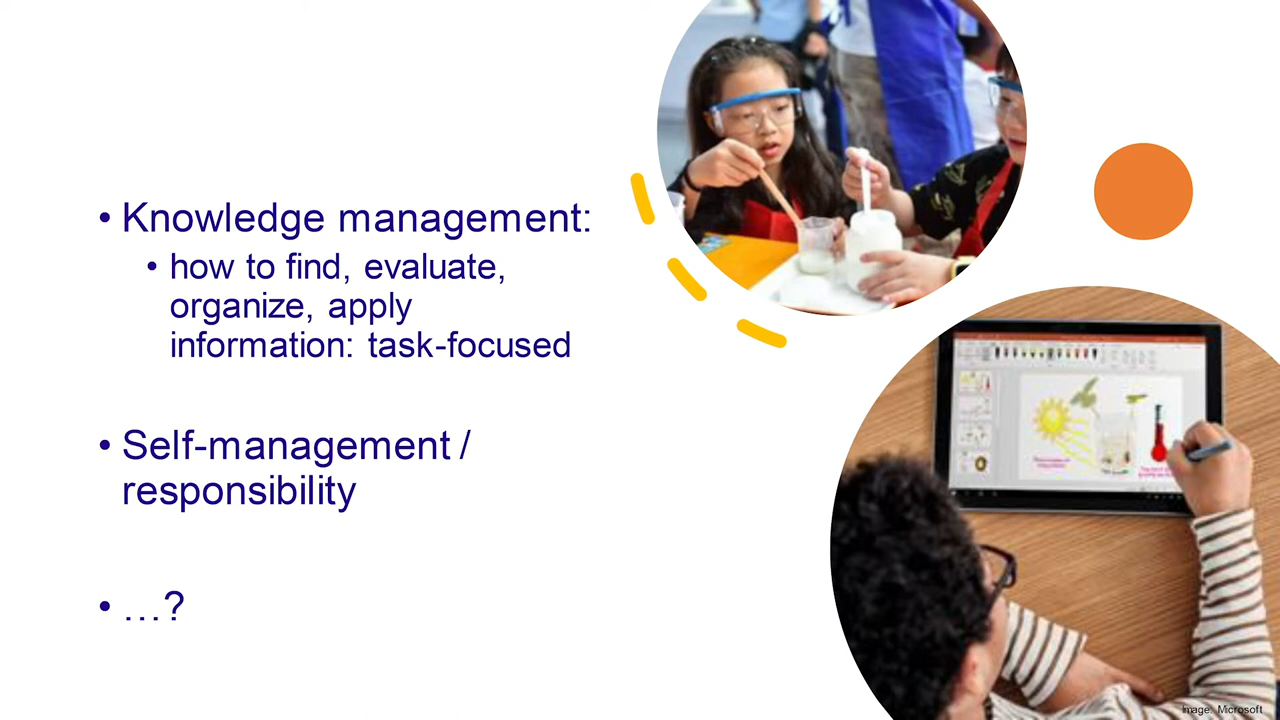 • Knowledge management:
• how to find, evaluate,
organize, apply
information: task-focused
• Self-management /
responsibility
• …?
Image: Microsoft